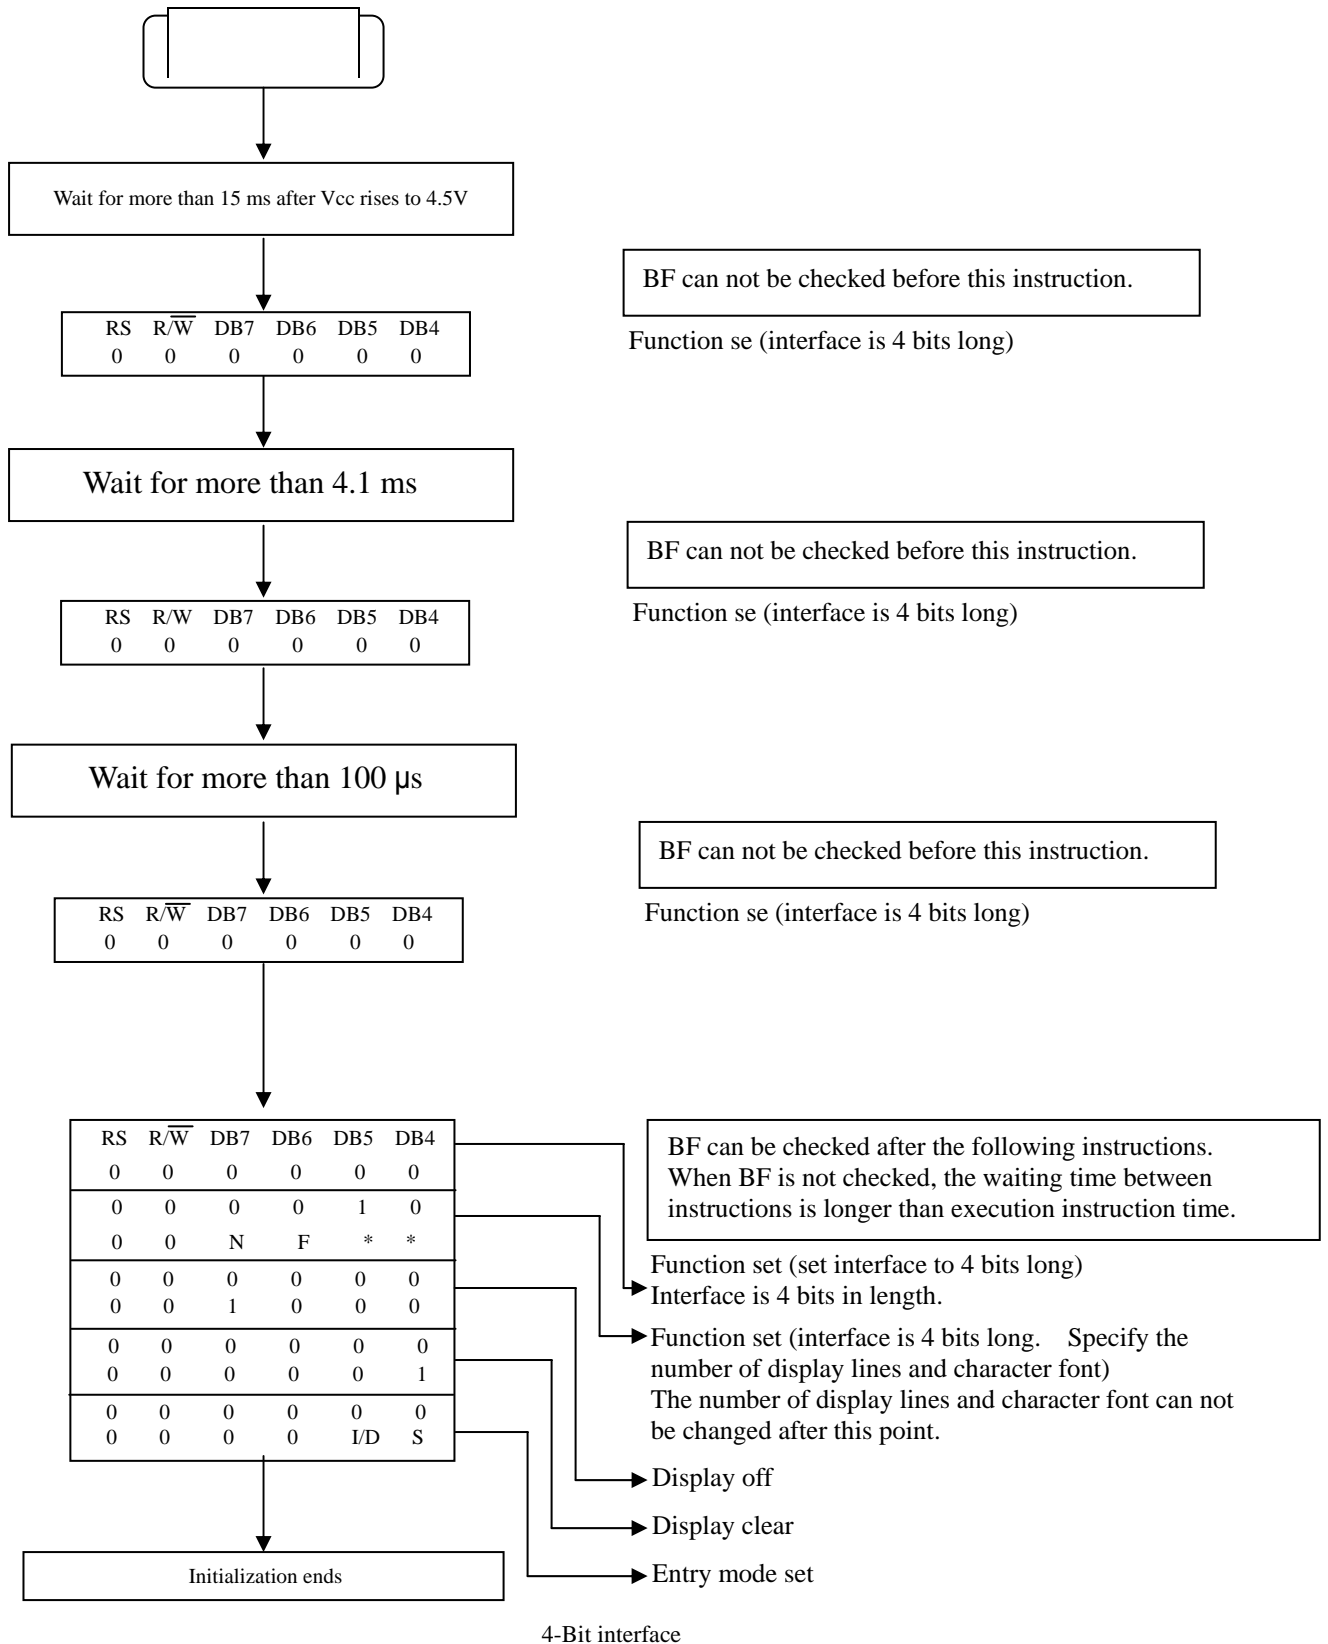 Wait for more than 15 ms after Vcc rises to 4.5V
BF can not be checked before this instruction.
RS R/W̅ DB7 DB6 DB5 DB4
0 0 0 0 0 0
Function se (interface is 4 bits long)
Wait for more than 4.1 ms
BF can not be checked before this instruction.
RS R/W DB7 DB6 DB5 DB4
0 0 0 0 0 0
Function se (interface is 4 bits long)
Wait for more than 100 µs
BF can not be checked before this instruction.
RS R/W̅ DB7 DB6 DB5 DB4
0 0 0 0 0 0
Function se (interface is 4 bits long)
RS R/W̅ DB7 DB6 DB5 DB4
0 0 0 0 0 0
0 0 0 0 1 0
0 0 N F * *
0 0 0 0 0 0
0 0 1 0 0 0
0 0 0 0 0 0
0 0 0 0 0 1
0 0 0 0 0 0
0 0 0 0 I/D S
BF can be checked after the following instructions.
When BF is not checked, the waiting time between
instructions is longer than execution instruction time.
Function set (set interface to 4 bits long)
Interface is 4 bits in length.
Function set (interface is 4 bits long. Specify the
number of display lines and character font)
The number of display lines and character font can not
be changed after this point.
Display off
Display clear
Entry mode set
Initialization ends
4-Bit interface